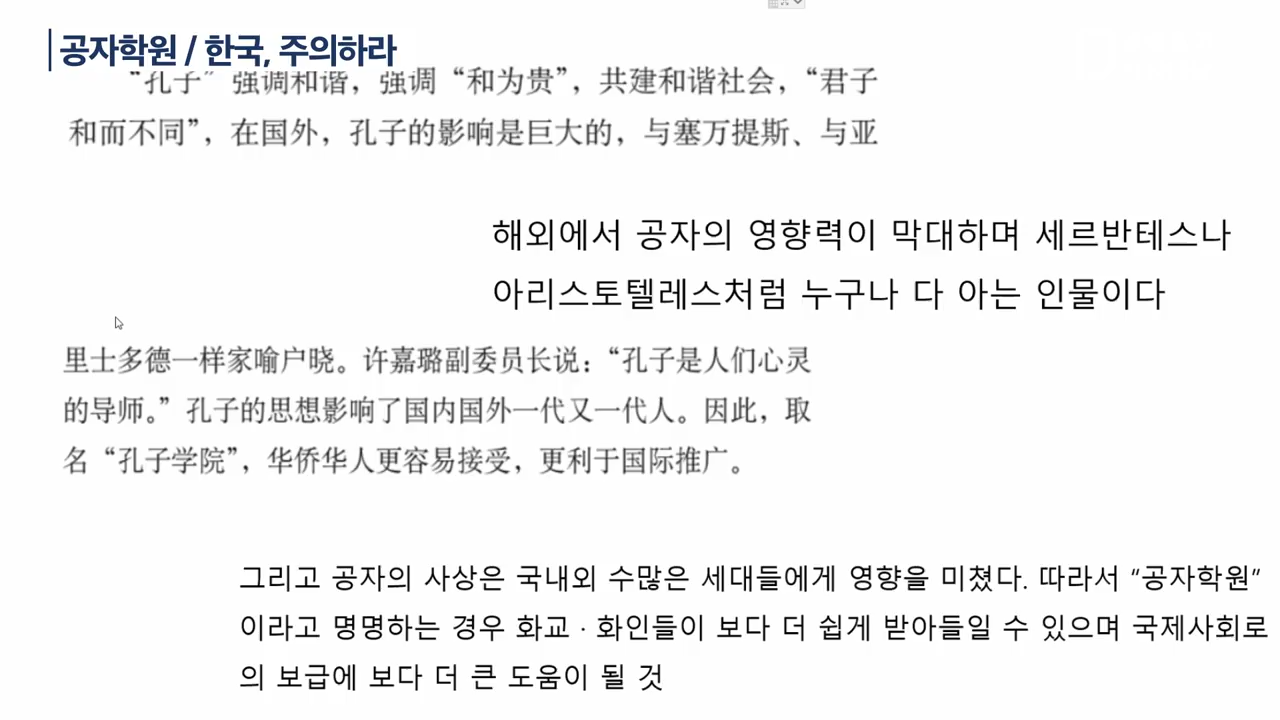 공자학원 / 한국, 주의하라
“孔子” 强调和谐，强调 “和为贵”，共建和谐社会，“君子
和而不同”，在国外，孔子的影响是巨大的，与塞万提斯、与亚
해외에서 공자의 영향력이 막대하며 세르반테스나
아리스토텔레스처럼 누구나 다 아는 인물이다
里士多德一样家喻户晓。许嘉璐副委员长说：“孔子是人们心灵
的导师。” 孔子的思想影响了国内国外一代又一代人。因此，取
名 “孔子学院”，华侨华人更容易接受，更利于国际推广。
그리고 공자의 사상은 국내외 수많은 세대들에게 영향을 미쳤다. 따라서 “공자학원”
이라고 명명하는 경우 화교 · 화인들이 보다 더 쉽게 받아들일 수 있으며 국제사회로
의 보급에 보다 더 큰 도움이 될 것